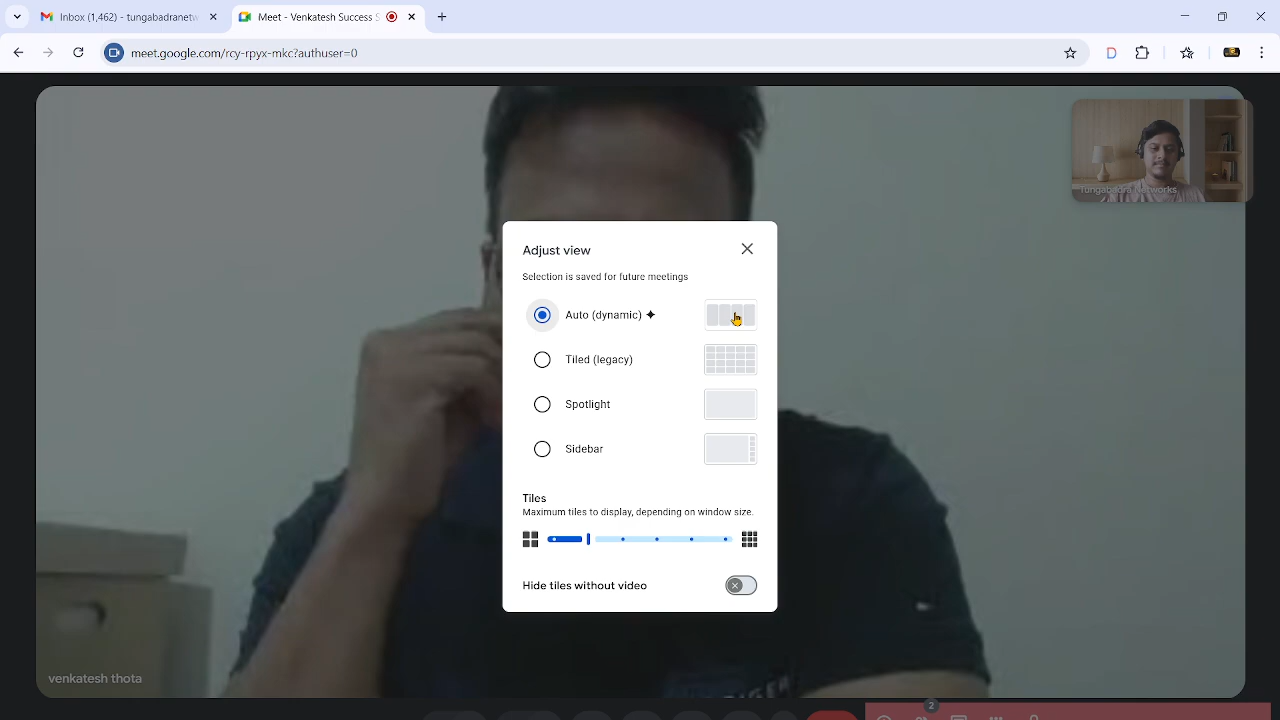 Inbox (1,462) - tungabadranetw
Meet - Venkatesh Success S
meet.google.com/rcy-rpyx-mkz?authuser=0
Tungabadra Networks
Adjust view
Selection is saved for future meetings
Auto (dynamic)
Tiled (legacy)
Spotlight
Sidebar
Tiles
Maximum tiles to display, depending on window size.
Hide tiles without video
venkatesh thota
2